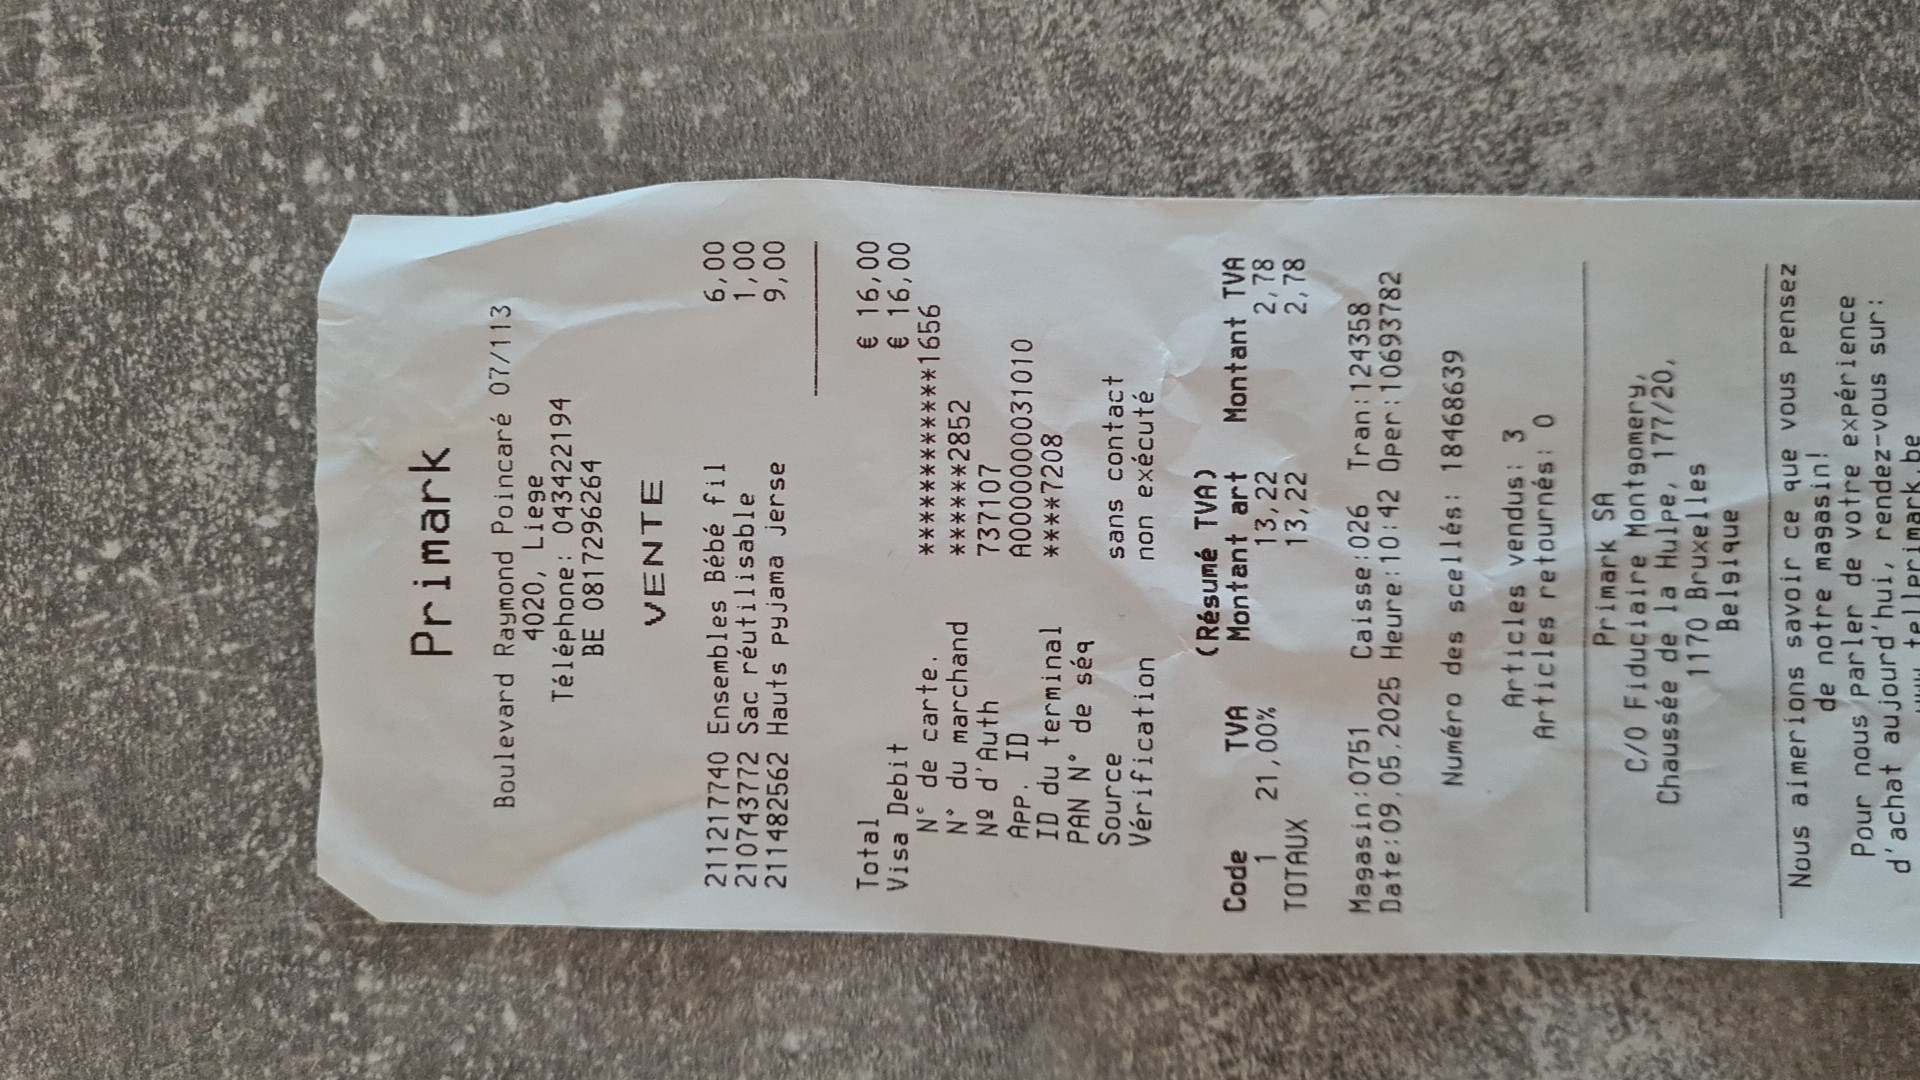 Primark
Boulevard Raymond Poincaré 07/113
4020, Liege
Téléphone: 043422194
BE 0817296264
VENTE
211217740 Ensembles Bébé fil 6,00
210743772 Sac réutilisable 1,00
211482562 Hauts pyjama jerse 9,00
Total € 16,00
Visa Debit € 16,00
N° de carte. ************1656
N° du marchand ******2852
Nº d'Auth 737107
App. ID A0000000031010
ID du terminal ****7208
PAN N° de séq
Source sans contact
Vérification non exécuté
(Résumé TVA)
Code TVA Montant art Montant TVA
1 21,00% 13,22 2,78
TOTAUX 13,22 2,78
Magasin:0751 Caisse:026 Tran:124358
Date:09.05.2025 Heure:10:42 Oper:10693782
Numéro des scellés: 18468639
Articles vendus: 3
Articles retournés: 0
Primark SA
C/O Fiduciaire Montgomery,
Chaussée de la Hulpe, 177/20,
1170 Bruxelles
Belgique
Nous aimerions savoir ce que vous pensez
de notre magasin!
Pour nous parler de votre expérience
d'achat aujourd'hui, rendez-vous sur:
www.tellprimark.be